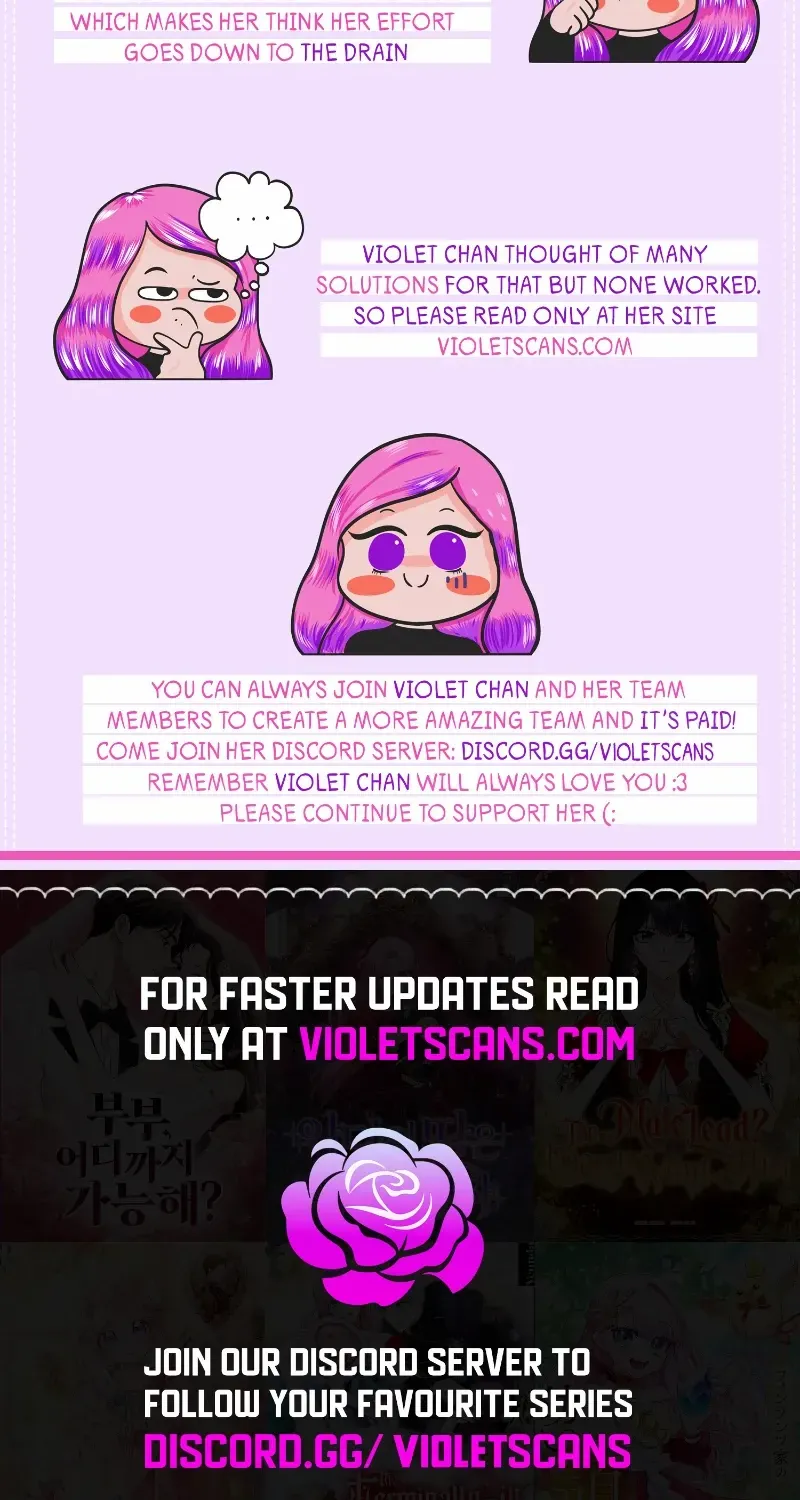 WHICH MAKES HER THINK HER EFFORT
GOES DOWN TO THE DRAIN
...
VIOLET CHAN THOUGHT OF MANY
SOLUTIONS FOR THAT BUT NONE WORKED.
SO PLEASE READ ONLY AT HER SITE
VIOLETSCANS.COM
YOU CAN ALWAYS JOIN VIOLET CHAN AND HER TEAM
MEMBERS TO CREATE A MORE AMAZING TEAM AND IT'S PAID!
COME JOIN HER DISCORD SERVER: DISCORD.GG/VIOLETSCANS
REMEMBER VIOLET CHAN WILL ALWAYS LOVE YOU :3
PLEASE CONTINUE TO SUPPORT HER (:
FOR FASTER UPDATES READ
ONLY AT VIOLETSCANS.COM
부부,
어디까지
가능해?
Male Lead?
JOIN OUR DISCORD SERVER TO
FOLLOW YOUR FAVOURITE SERIES
DISCORD.GG/ VIOLETSCANS